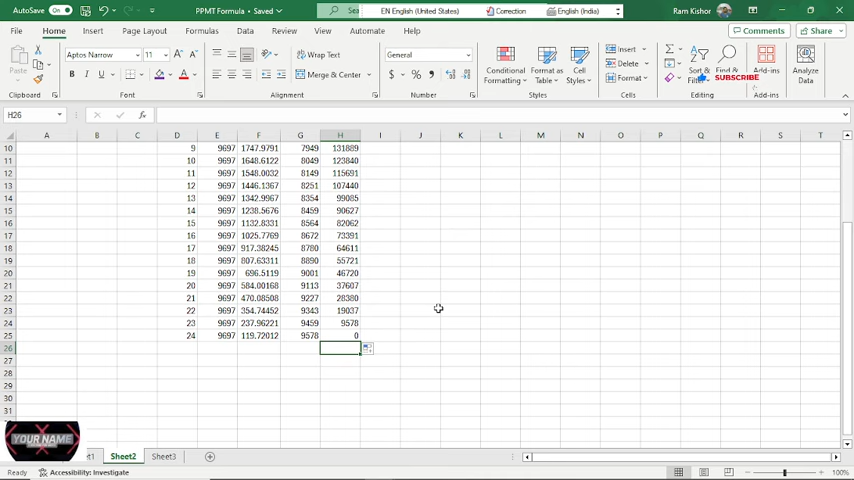 AutoSave On PPMT Formula • Saved Se EN English (United States) Correction English (India) Ram Kishor
File Home Insert Page Layout Formulas Data Review View Automate Help Comments Share
Paste Aptos Narrow 11 A A Wrap Text General Insert Σ
B I U A Merge & Center $ % Conditional Formatting Format as Table Cell Styles Delete Format Sort & Filter SUBSCRIBE Add-ins Analyze Data
Clipboard Font Alignment Number Styles Cells Editing Add-ins
H26 fx
A B C D E F G H I J K L M N O P Q R S T
10 9 9697 1747.9791 7949 131889
11 10 9697 1648.6122 8049 123840
12 11 9697 1548.0032 8149 115691
13 12 9697 1446.1367 8251 107440
14 13 9697 1342.9967 8354 99085
15 14 9697 1238.5676 8459 90627
16 15 9697 1132.8331 8564 82062
17 16 9697 1025.7769 8672 73391
18 17 9697 917.38245 8780 64611
19 18 9697 807.63311 8890 55721
20 19 9697 696.5119 9001 46720
21 20 9697 584.00168 9113 37607
22 21 9697 470.08508 9227 28380
23 22 9697 354.74452 9343 19037
24 23 9697 237.96221 9459 9578
25 24 9697 119.72012 9578 0
26
27
28
29
30
31
YOUR NAME
Sheet2 Sheet3
Ready Accessibility: Investigate 100%